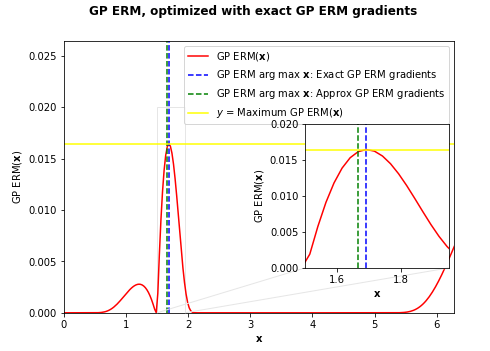 GP ERM, optimized with exact GP ERM gradients
GP ERM(x)
GP ERM arg max x: Exact GP ERM gradients
GP ERM arg max x: Approx GP ERM gradients
y = Maximum GP ERM(x)
GP ERM(x)
0.025
0.020
0.015
0.010
0.005
0.000
0
1
2
3
4
5
6
x
GP ERM(x)
0.020
0.015
0.010
0.005
0.000
1.6
1.8
x